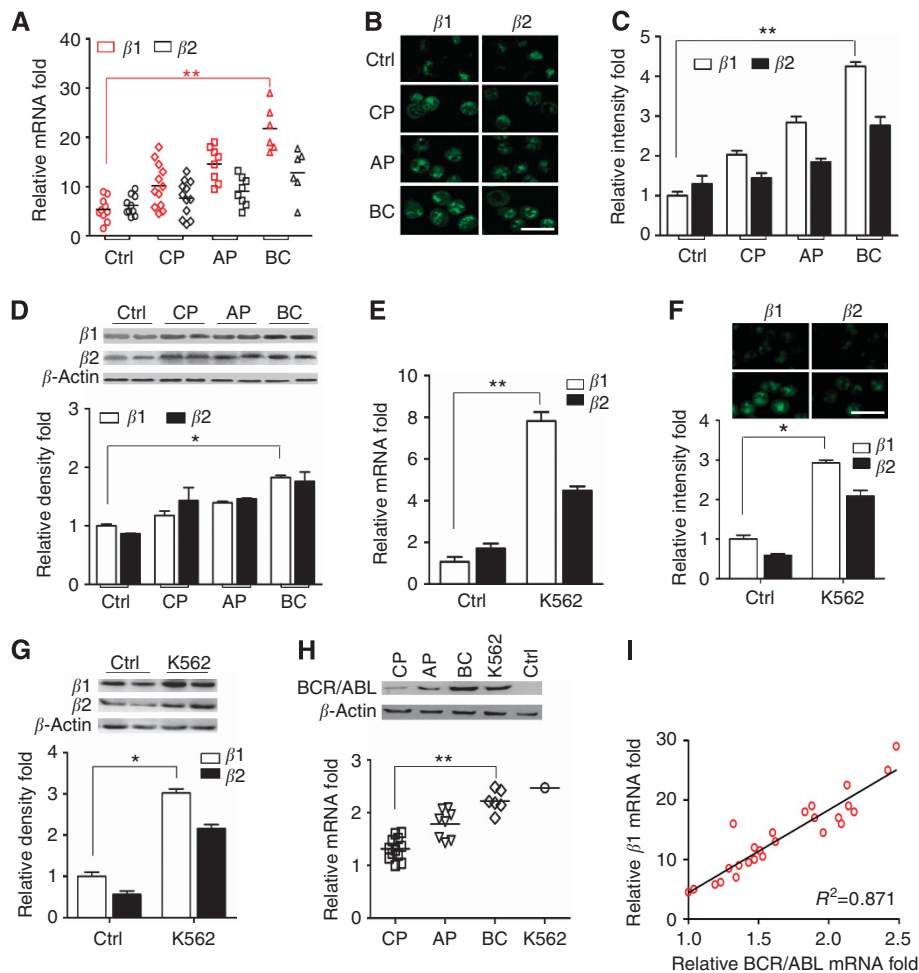 A
40
30
20
10
0
Relative mRNA fold
β1 β2
**
Ctrl CP AP BC
B
β1 β2
Ctrl
CP
AP
BC
C
6
4
2
0
Relative intensity fold
**
β1
β2
Ctrl CP AP BC
D
Ctrl CP AP BC
β1
β2
β-Actin
3
2
1
0
Relative density fold
β1 β2
*
Ctrl CP AP BC
E
8
6
4
2
0
Relative mRNA fold
**
β1
β2
Ctrl K562
F
β1 β2
4
3
2
1
0
Relative intensity fold
*
β1
β2
Ctrl K562
G
Ctrl K562
β1
β2
β-Actin
4
3
2
1
0
Relative density fold
*
β1
β2
Ctrl K562
H
CP AP BC K562 Ctrl
BCR/ABL
β-Actin
3
2
1
0
Relative mRNA fold
**
CP AP BC K562
I
30
20
10
0
Relative β1 mRNA fold
R²=0.871
1.0 1.5 2.0 2.5
Relative BCR/ABL mRNA fold